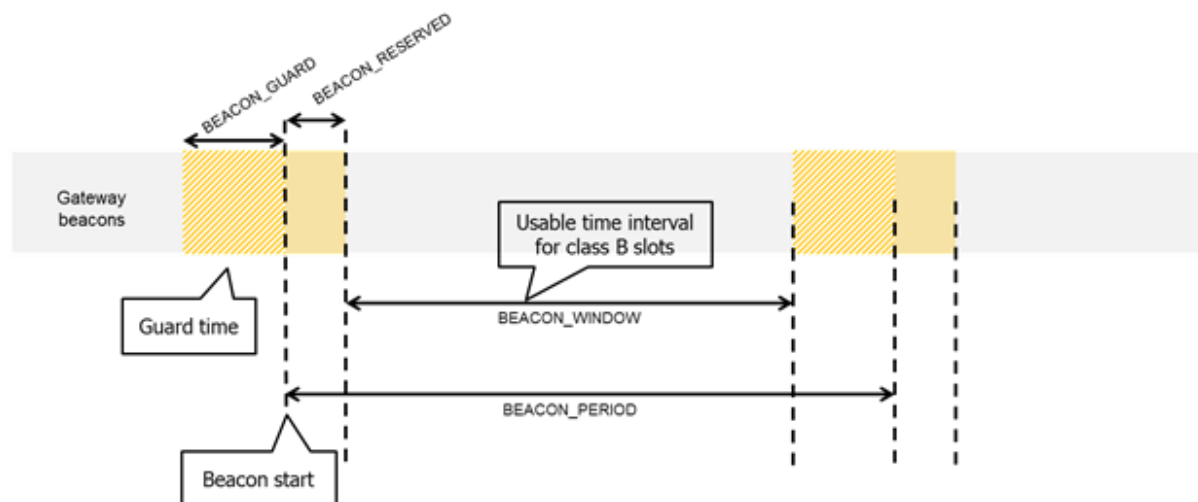 BEACON_GUARD
BEACON_RESERVED
Gateway
beacons
Usable time interval
for class B slots
Guard time
BEACON_WINDOW
BEACON_PERIOD
Beacon start